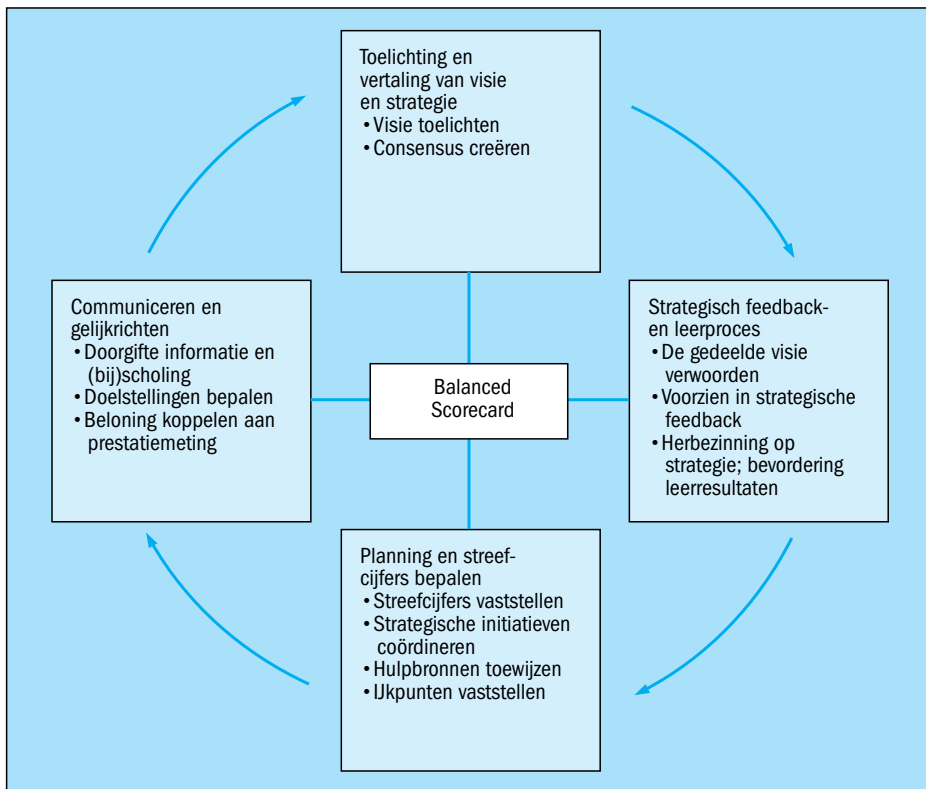 Toelichting en
vertaling van visie
en strategie
• Visie toelichten
• Consensus creëren
Communiceren en
gelijkrichten
• Doorgifte informatie en
(bij)scholing
• Doelstellingen bepalen
• Beloning koppelen aan
prestatiemeting
Balanced
Scorecard
Strategisch feedback-
en leerproces
• De gedeelde visie
verwoorden
• Voorzien in strategische
feedback
• Herbezinning op
strategie; bevordering
leerresultaten
Planning en streef-
cijfers bepalen
• Streefcijfers vaststellen
• Strategische initiatieven
coördineren
• Hulpbronnen toewijzen
• IJkpunten vaststellen